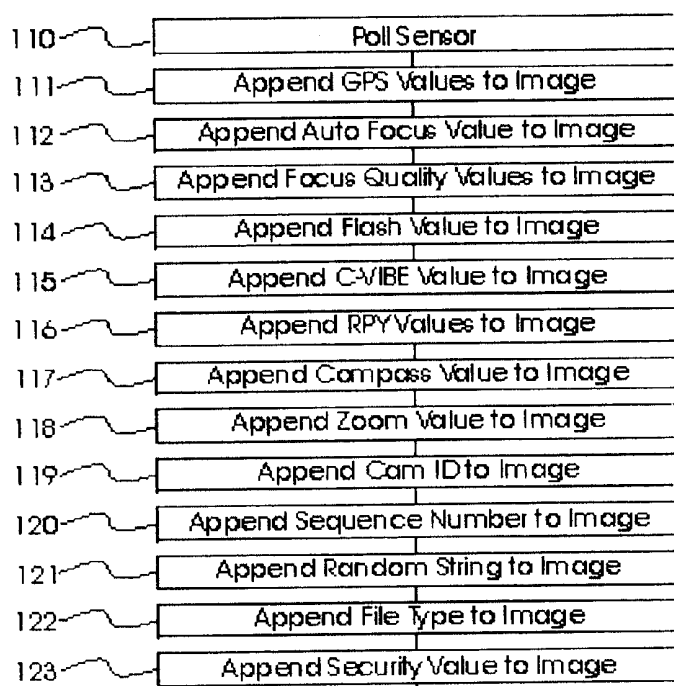 110 Poll Sensor
111 Append GPS Values to Image
112 Append Auto Focus Value to Image
113 Append Focus Quality Values to Image
114 Append Flash Value to Image
115 Append C-VIBE Value to Image
116 Append RPY Values to Image
117 Append Compass Value to Image
118 Append Zoom Value to Image
119 Append Cam ID to Image
120 Append Sequence Number to Image
121 Append Random String to Image
122 Append File Type to Image
123 Append Security Value to Image